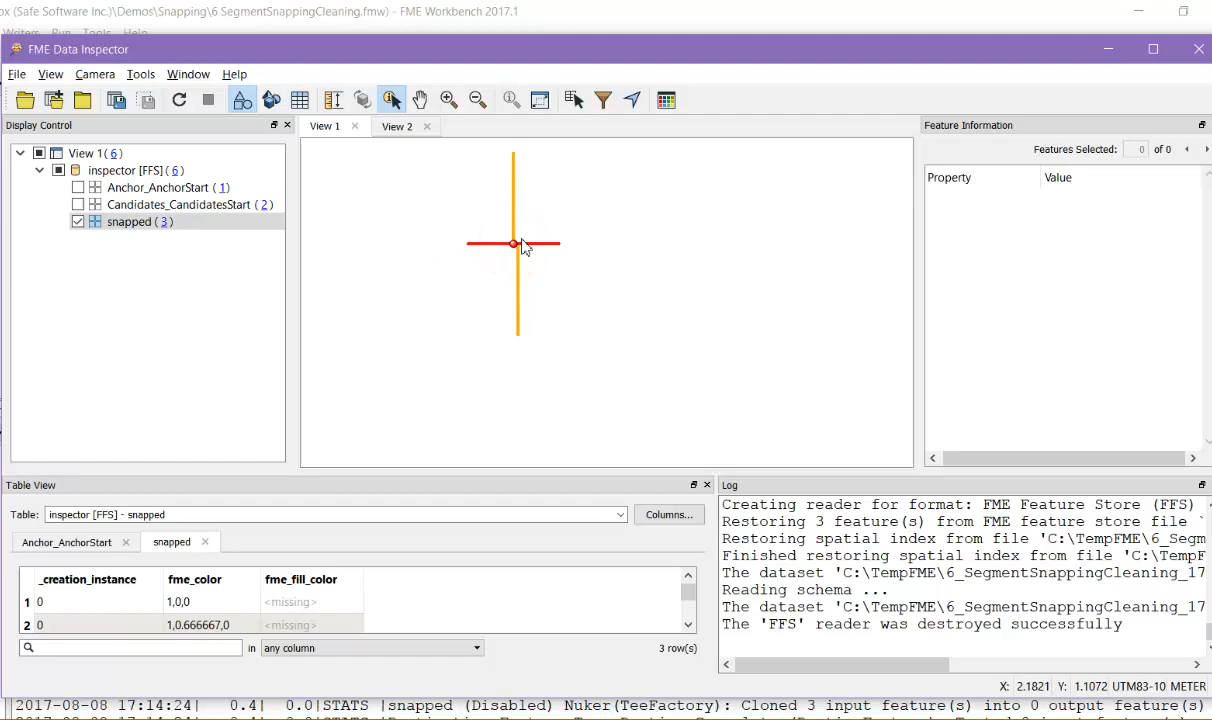 ox (Safe Software Inc.)\Demos\Snapping\6 SegmentSnappingCleaning.fmw) - FME Workbench 2017.1
Writers Run Tools Help
FME Data Inspector
File View Camera Tools Window Help
Display Control
View 1 View 2
Feature Information
View 1(6)
inspector [FFS](6)
Anchor_AnchorStart (1)
Candidates_CandidatesStart (2)
snapped (3)
Features Selected: 0 of 0
Property Value
Table View
Table: inspector [FFS] - snapped Columns...
Anchor_AnchorStart snapped
_creation_instance fme_color fme_fill_color
1 0 1,0,0 <missing>
2 0 1,0.666667,0 <missing>
in any column 3 row(s)
Log
Creating reader for format: FME Feature Store (FFS)
Restoring 3 feature(s) from FME feature store file `
Restoring spatial index from file 'C:\TempFME\6_Segm
Finished restoring spatial index from file 'C:\TempF
The dataset 'C:\TempFME\6_SegmentSnappingCleaning_17
Reading schema ...
The dataset 'C:\TempFME\6_SegmentSnappingCleaning_17
The 'FFS' reader was destroyed successfully
X: 2.1821 Y: 1.1072 UTM83-10 METER
2017-08-08 17:14:24| 0.4| 0.0|STATS |snapped (Disabled) Nuker(TeeFactory): Cloned 3 input feature(s) into 0 output feature(s)